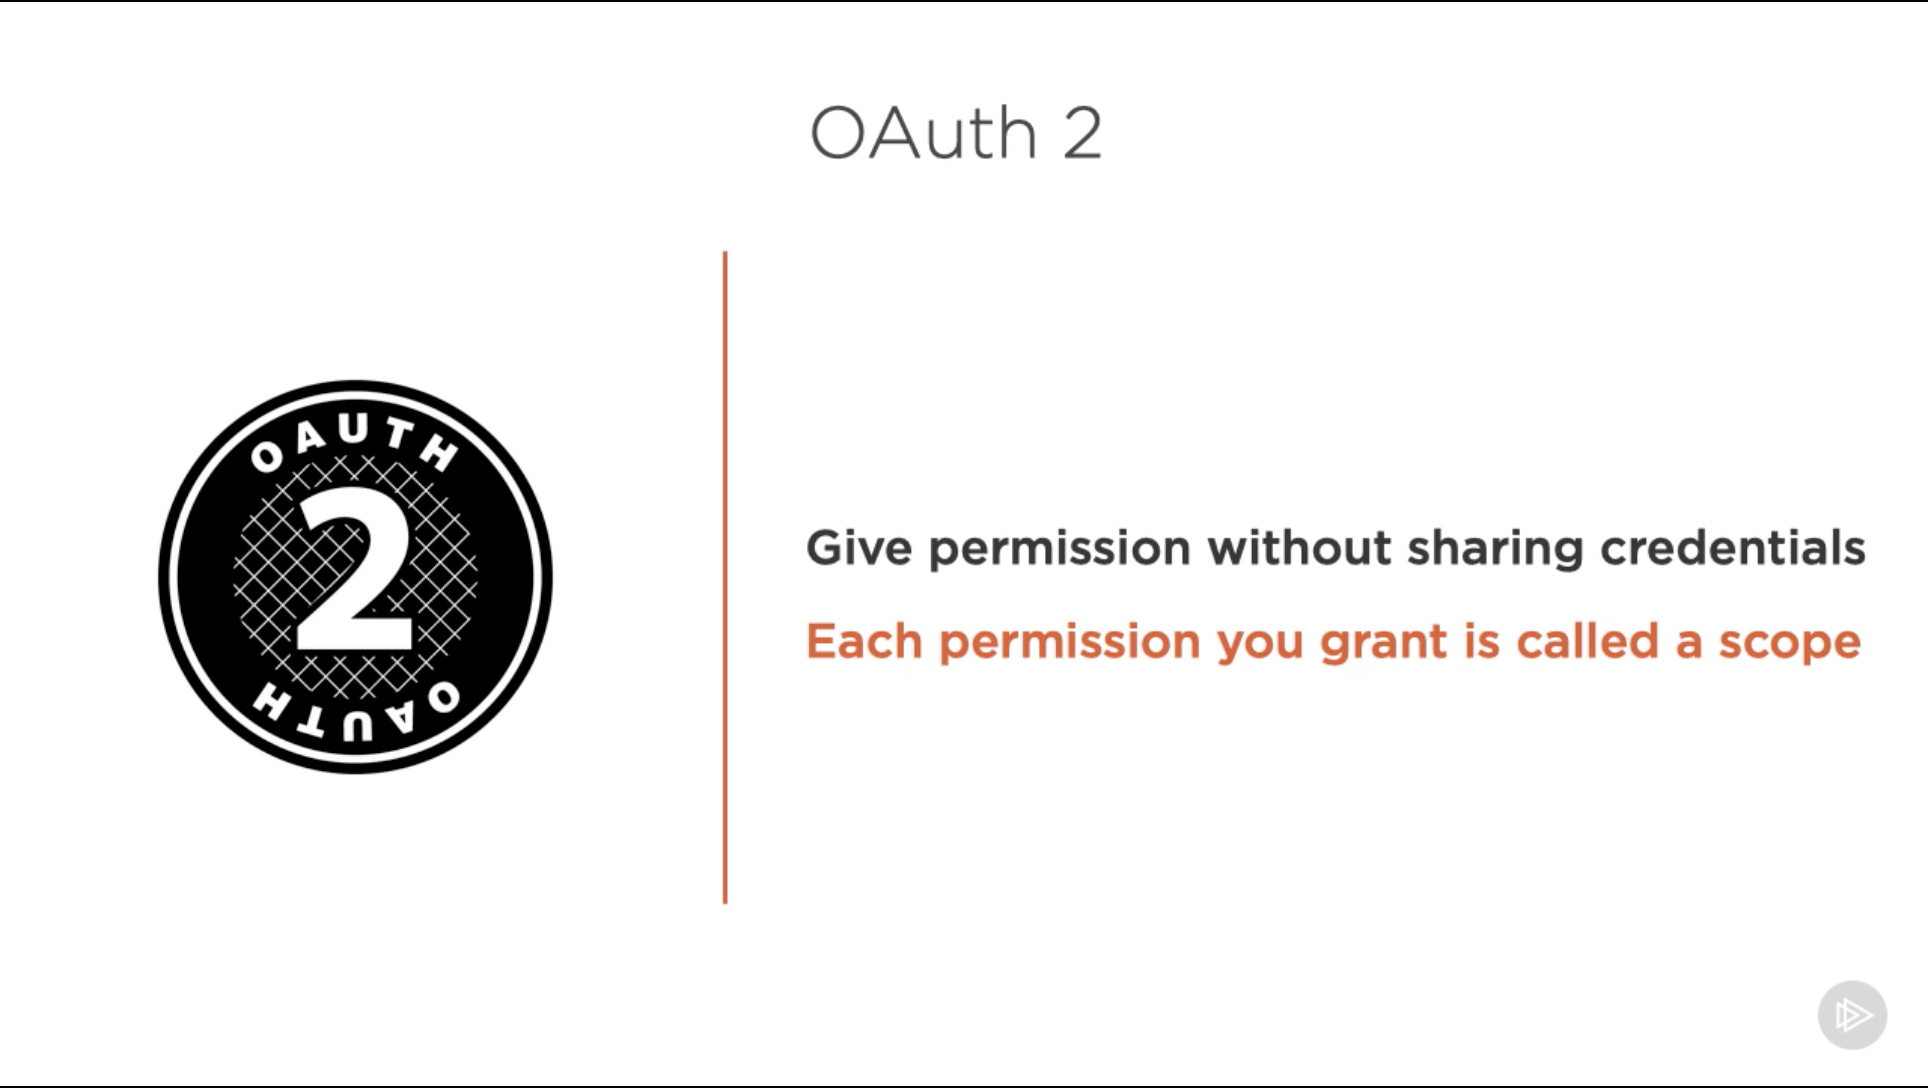 OAuth 2
OAUTH
2
OAUTH
Give permission without sharing credentials
Each permission you grant is called a scope